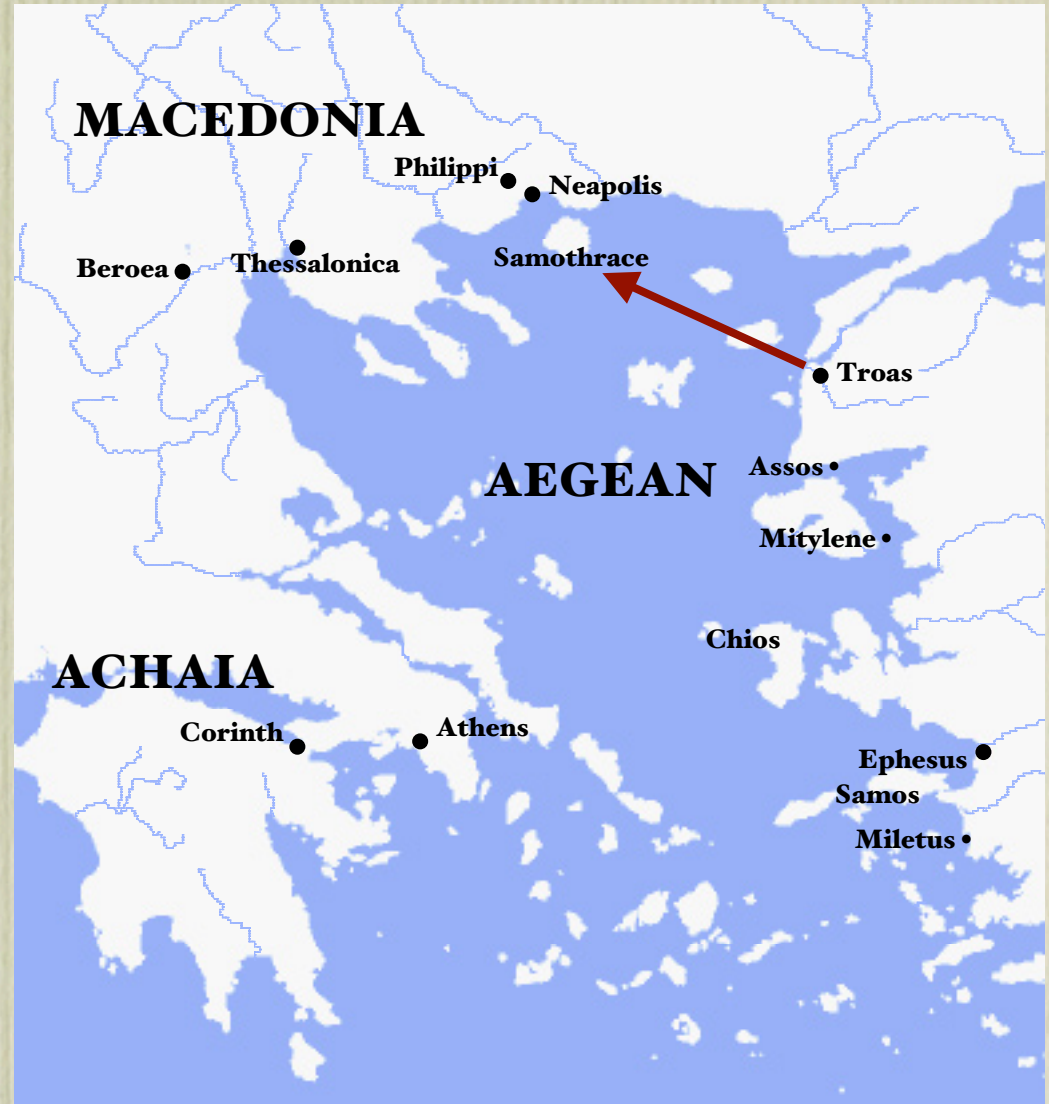 MACEDONIA
Philippi
Neapolis
Samothrace
Beroea
Thessalonica
Troas
AEGEAN
Assos
Mitylene
Chios
ACHAIA
Corinth
Athens
Ephesus
Samos
Miletus